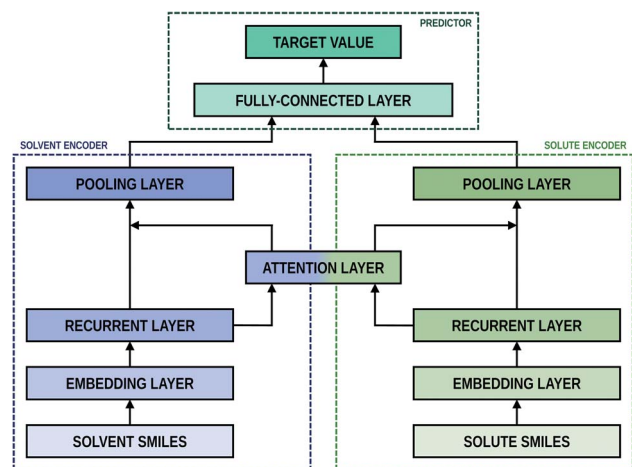 PREDICTOR
TARGET VALUE
FULLY-CONNECTED LAYER
SOLVENT ENCODER
SOLUTE ENCODER
POOLING LAYER
POOLING LAYER
ATTENTION LAYER
RECURRENT LAYER
RECURRENT LAYER
EMBEDDING LAYER
EMBEDDING LAYER
SOLVENT SMILES
SOLUTE SMILES